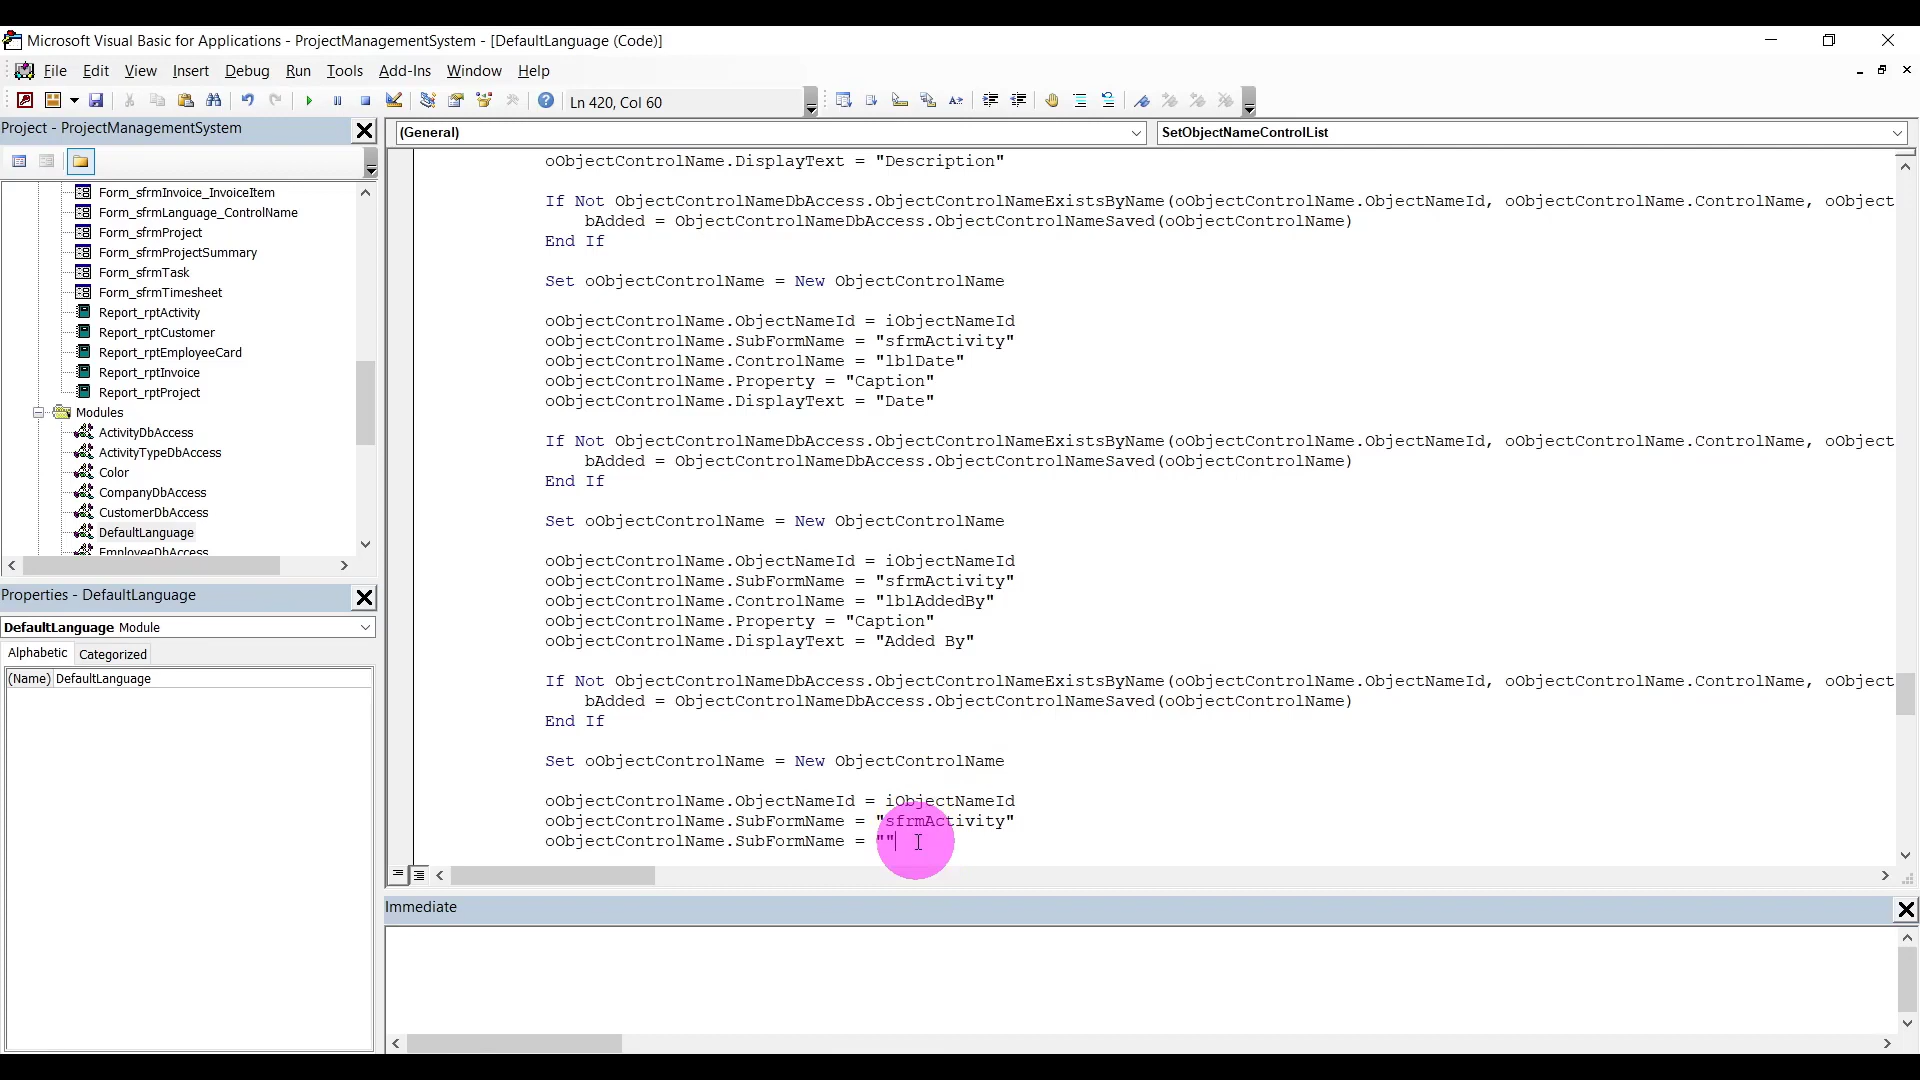 Microsoft Visual Basic for Applications - ProjectManagementSystem - [DefaultLanguage (Code)]
File Edit View Insert Debug Run Tools Add-Ins Window Help
Ln 420, Col 60
Project - ProjectManagementSystem
(General)
SetObjectNameControlList
Form_sfrmInvoice_InvoiceItem
Form_sfrmLanguage_ControlName
Form_sfrmProject
Form_sfrmProjectSummary
Form_sfrmTask
Form_sfrmTimesheet
Report_rptActivity
Report_rptCustomer
Report_rptEmployeeCard
Report_rptInvoice
Report_rptProject
Modules
ActivityDbAccess
ActivityTypeDbAccess
Color
CompanyDbAccess
CustomerDbAccess
DefaultLanguage
EmployeeDbAccess
Properties - DefaultLanguage
DefaultLanguage Module
Alphabetic Categorized
(Name) DefaultLanguage
oObjectControlName.DisplayText = "Description"
If Not ObjectControlNameDbAccess.ObjectControlNameExistsByName(oObjectControlName.ObjectNameId, oObjectControlName.ControlName, oObject
bAdded = ObjectControlNameDbAccess.ObjectControlNameSaved(oObjectControlName)
End If
Set oObjectControlName = New ObjectControlName
oObjectControlName.ObjectNameId = iObjectNameId
oObjectControlName.SubFormName = "sfrmActivity"
oObjectControlName.ControlName = "lblDate"
oObjectControlName.Property = "Caption"
oObjectControlName.DisplayText = "Date"
If Not ObjectControlNameDbAccess.ObjectControlNameExistsByName(oObjectControlName.ObjectNameId, oObjectControlName.ControlName, oObject
bAdded = ObjectControlNameDbAccess.ObjectControlNameSaved(oObjectControlName)
End If
Set oObjectControlName = New ObjectControlName
oObjectControlName.ObjectNameId = iObjectNameId
oObjectControlName.SubFormName = "sfrmActivity"
oObjectControlName.ControlName = "lblAddedBy"
oObjectControlName.Property = "Caption"
oObjectControlName.DisplayText = "Added By"
If Not ObjectControlNameDbAccess.ObjectControlNameExistsByName(oObjectControlName.ObjectNameId, oObjectControlName.ControlName, oObject
bAdded = ObjectControlNameDbAccess.ObjectControlNameSaved(oObjectControlName)
End If
Set oObjectControlName = New ObjectControlName
oObjectControlName.ObjectNameId = iObjectNameId
oObjectControlName.SubFormName = "sfrmActivity"
oObjectControlName.SubFormName = ""
Immediate